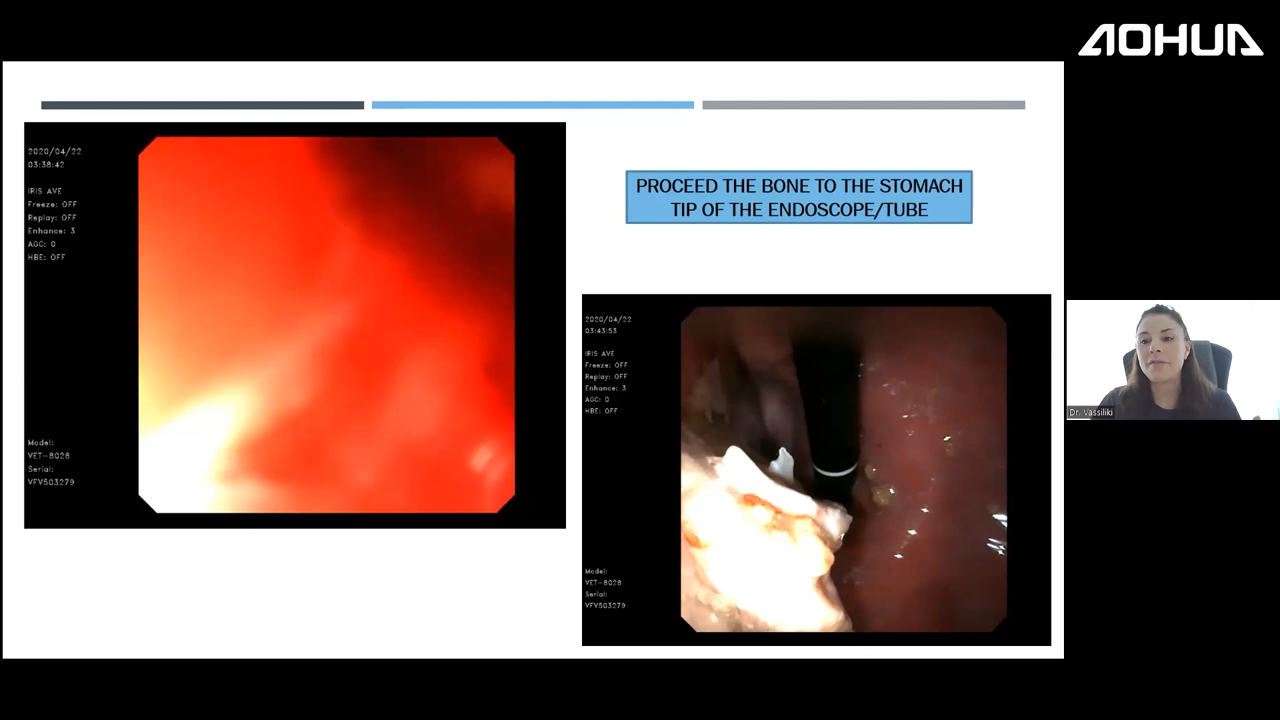 AOHUA
2020/04/22
03:38:42
IRIS AVE
Freeze: OFF
Replay: OFF
Enhance: 3
AGC: 0
HBE: OFF
Model:
VET-8028
Serial:
VFV503279
PROCEED THE BONE TO THE STOMACH
TIP OF THE ENDOSCOPE/TUBE
2020/04/22
03:43:53
IRIS AVE
Freeze: OFF
Replay: OFF
Enhance: 3
AGC: 0
HBE: OFF
Model:
VET-8028
Serial:
VFV503279
Dr. Vassiliki